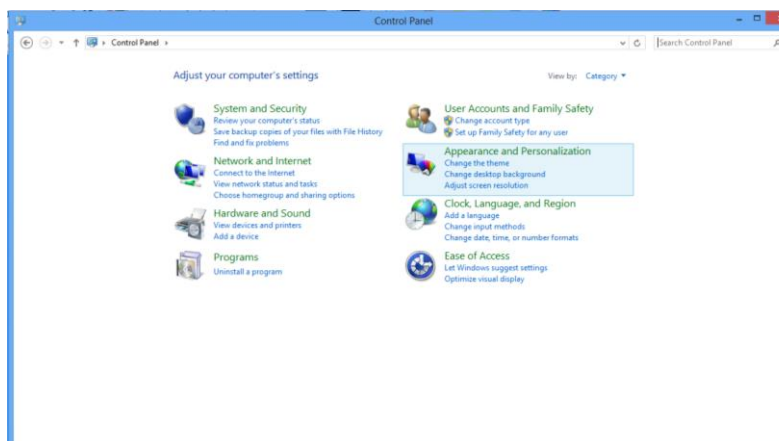 Control Panel
Control Panel
Search Control Panel
Adjust your computer's settings
View by: Category
System and Security
Review your computer's status
Save backup copies of your files with File History
Find and fix problems
Network and Internet
Connect to the Internet
View network status and tasks
Choose homegroup and sharing options
Hardware and Sound
View devices and printers
Add a device
Programs
Uninstall a program
User Accounts and Family Safety
Change account type
Set up Family Safety for any user
Appearance and Personalization
Change the theme
Change desktop background
Adjust screen resolution
Clock, Language, and Region
Add a language
Change input methods
Change date, time, or number formats
Ease of Access
Let Windows suggest settings
Optimize visual display